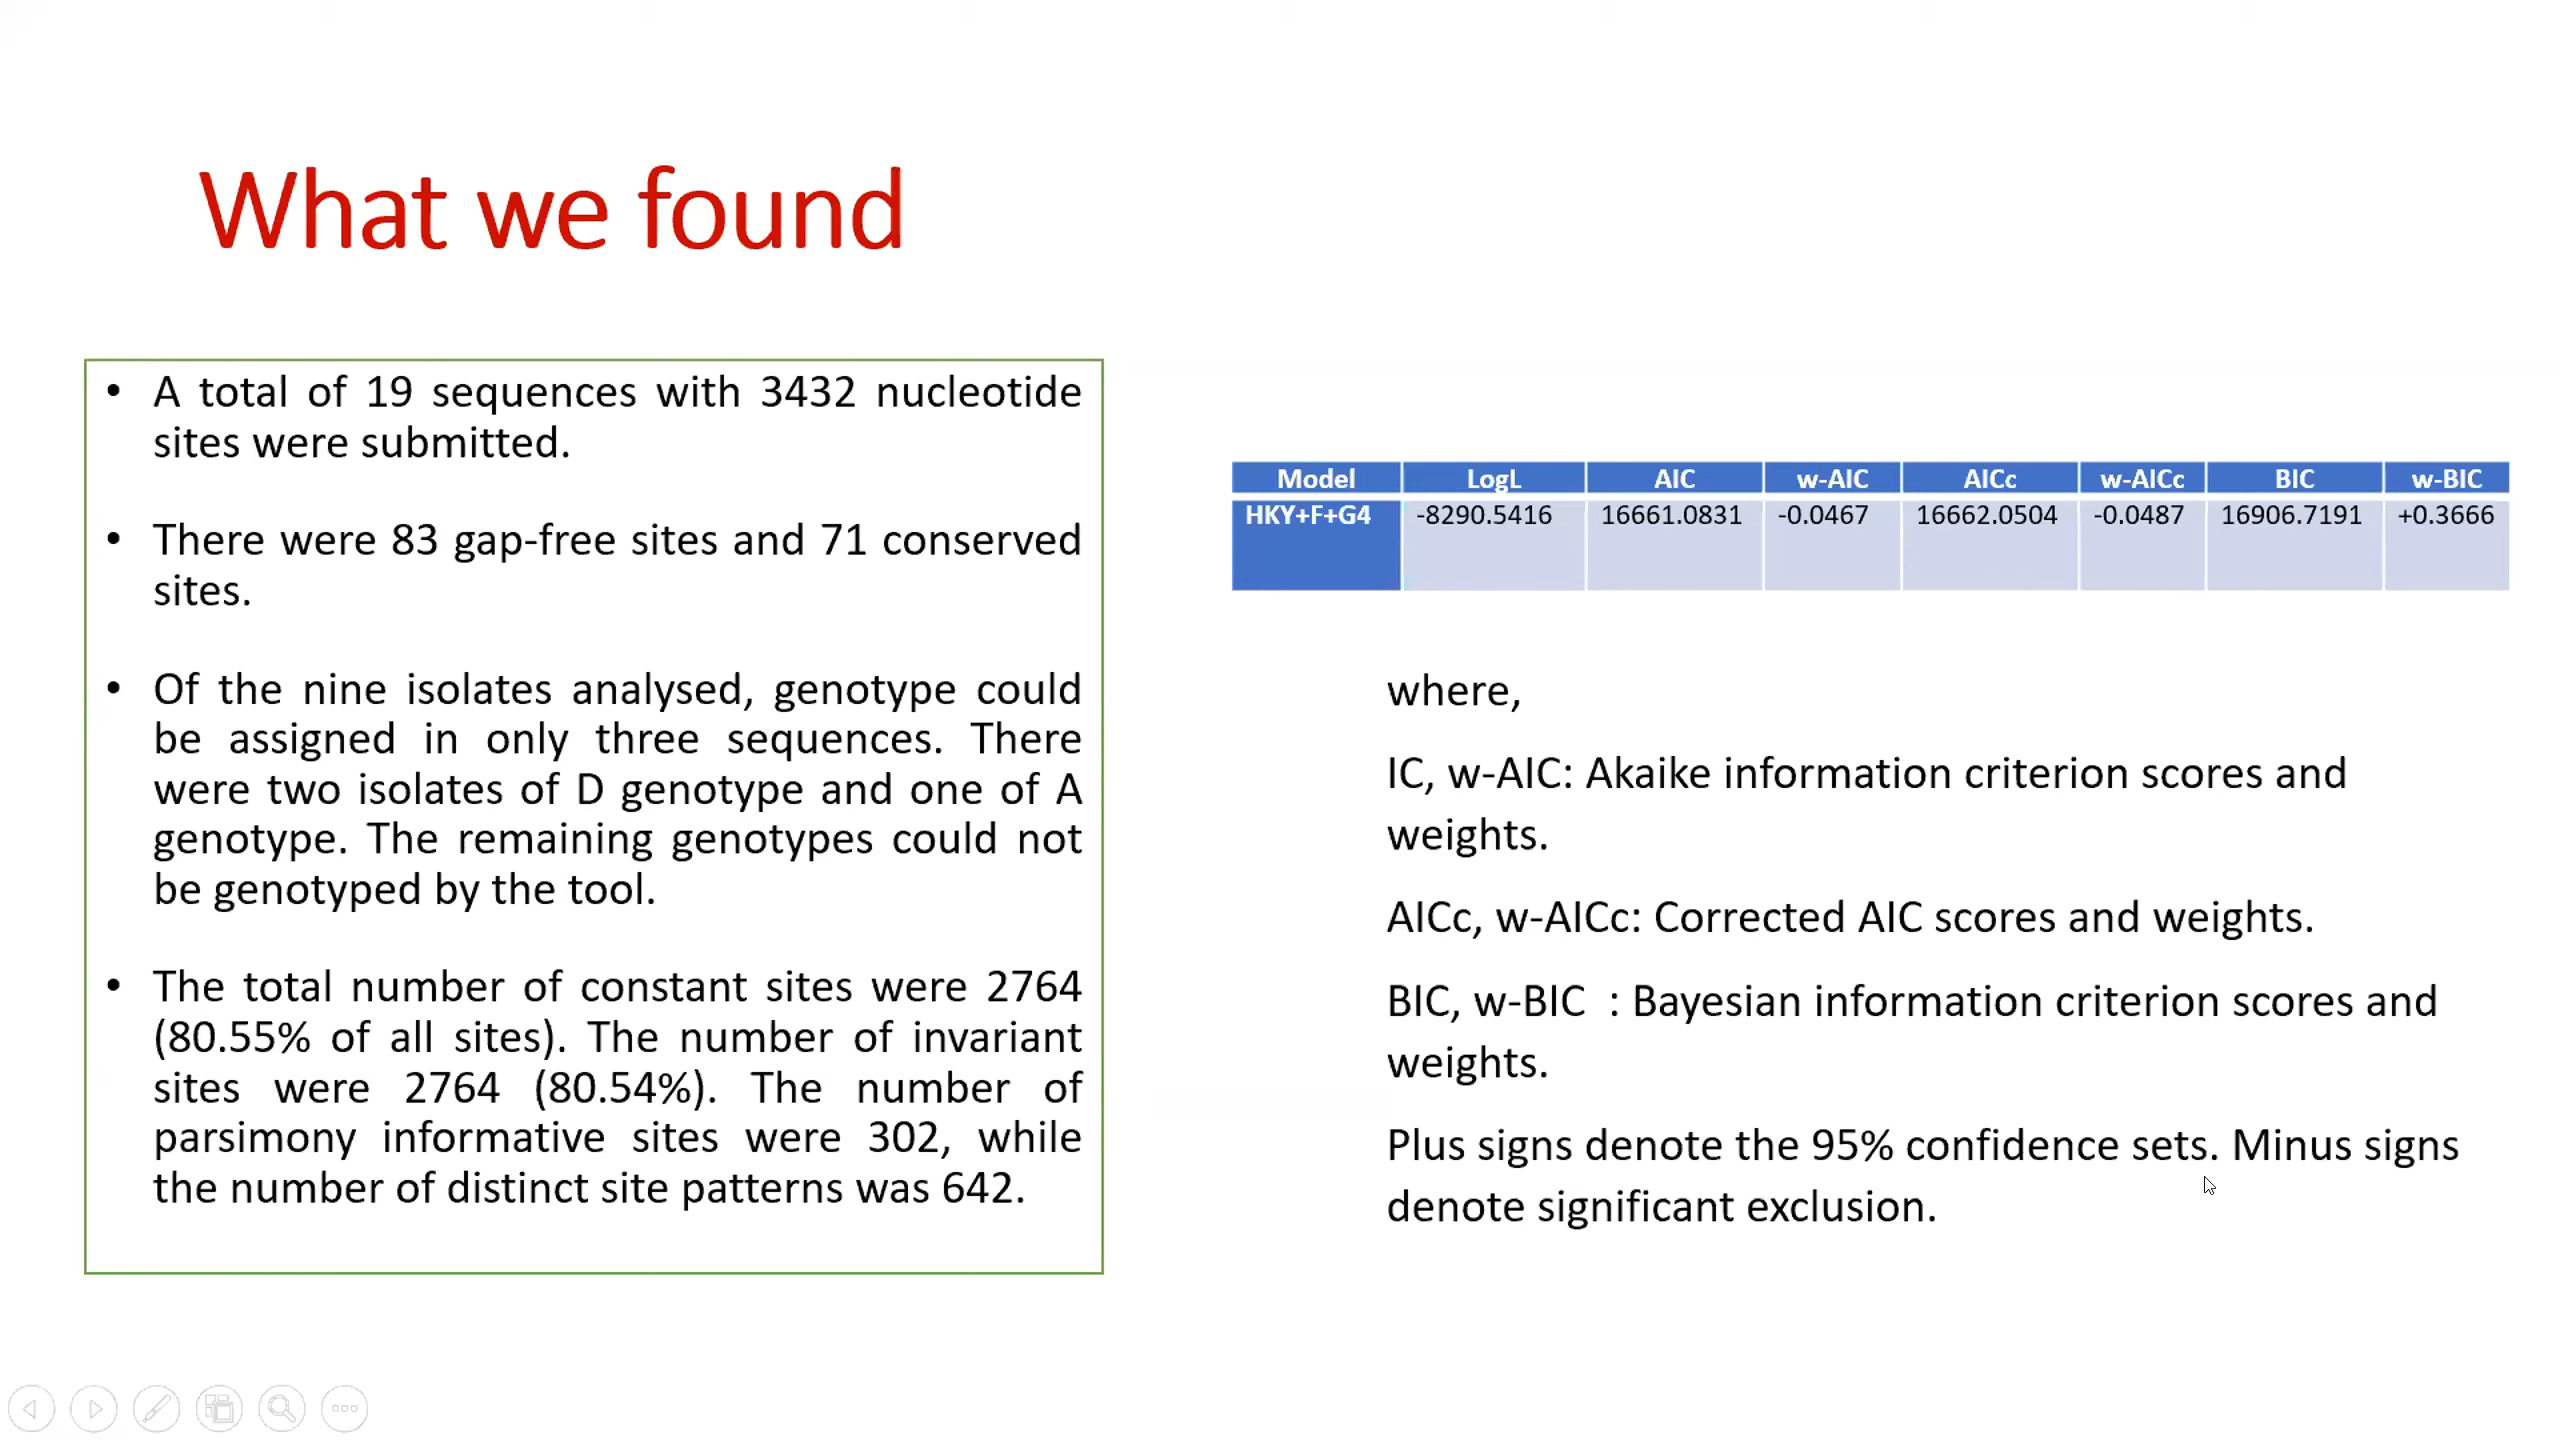 What we found
• A total of 19 sequences with 3432 nucleotide
sites were submitted.
• There were 83 gap-free sites and 71 conserved
sites.
• Of the nine isolates analysed, genotype could
be assigned in only three sequences. There
were two isolates of D genotype and one of A
genotype. The remaining genotypes could not
be genotyped by the tool.
• The total number of constant sites were 2764
(80.55% of all sites). The number of invariant
sites were 2764 (80.54%). The number of
parsimony informative sites were 302, while
the number of distinct site patterns was 642.
Model LogL AIC w-AIC AICc w-AICc BIC w-BIC
HKY+F+G4 -8290.5416 16661.0831 -0.0467 16662.0504 -0.0487 16906.7191 +0.3666
where,
IC, w-AIC: Akaike information criterion scores and
weights.
AICc, w-AICc: Corrected AIC scores and weights.
BIC, w-BIC : Bayesian information criterion scores and
weights.
Plus signs denote the 95% confidence sets. Minus signs
denote significant exclusion.